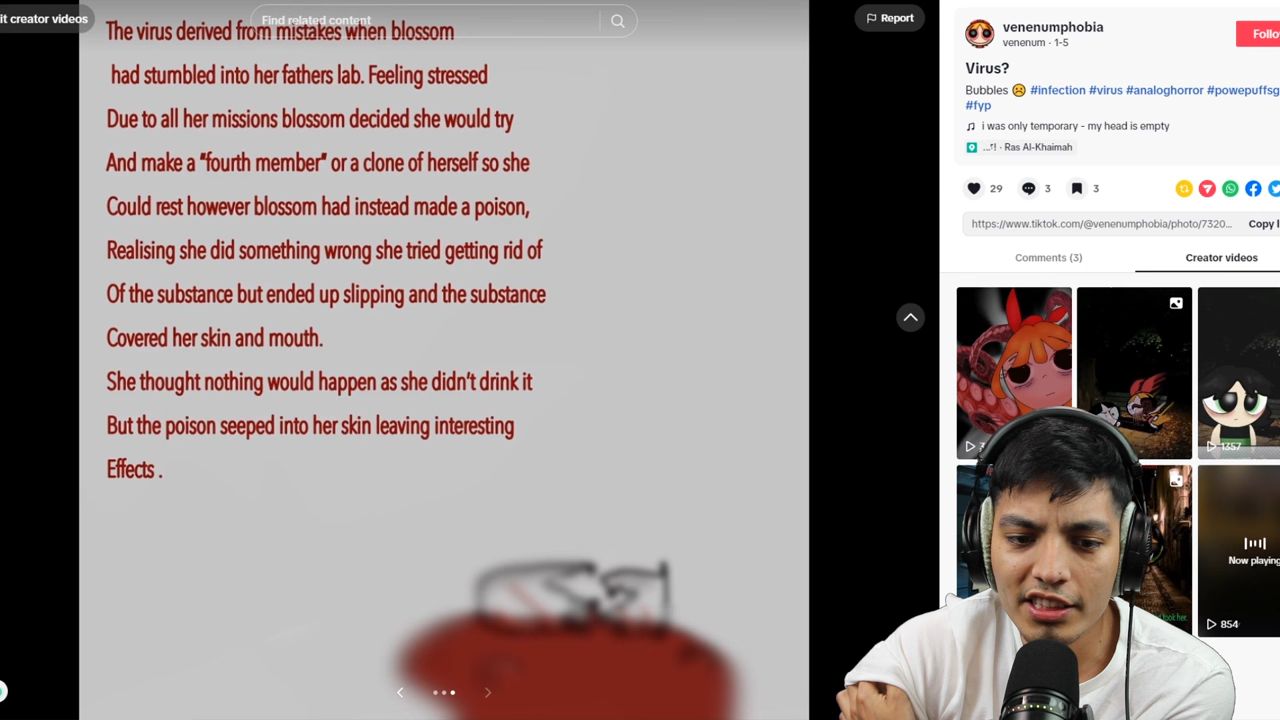 it creator videos
Find related content
Report
The virus derived from mistakes when blossom
had stumbled into her fathers lab. Feeling stressed
Due to all her missions blossom decided she would try
And make a "fourth member" or a clone of herself so she
Could rest however blossom had instead made a poison,
Realising she did something wrong she tried getting rid of
Of the substance but ended up slipping and the substance
Covered her skin and mouth.
She thought nothing would happen as she didn't drink it
But the poison seeped into her skin leaving interesting
Effects .
venenumphobia
venenum · 1-5
Follo
Virus?
Bubbles #infection #virus #analoghorror #powepuffsg
#fyp
i was only temporary - my head is empty
Ras Al-Khaimah
29
3
3
https://www.tiktok.com/@venenumphobia/photo/7320...
Copy l
Comments (3)
Creator videos
1357
Now playing
took her.
854